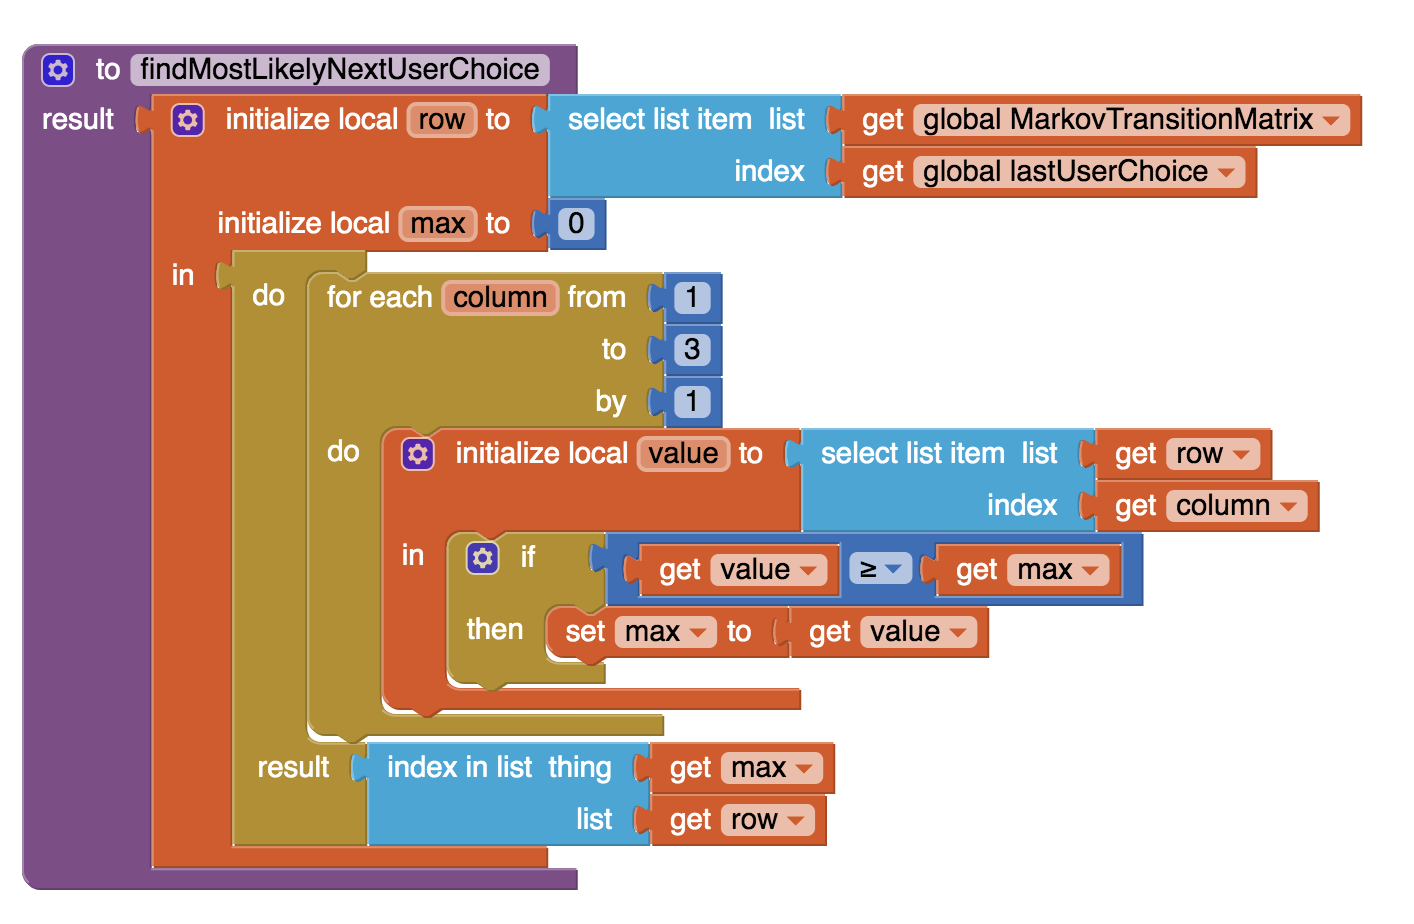 to findMostLikelyNextUserChoice
result initialize local row to select list item list get global MarkovTransitionMatrix
index get global lastUserChoice
initialize local max to 0
in
do for each column from 1
to 3
by 1
do initialize local value to select list item list get row
index get column
in if get value ≥ get max
then set max to get value
result index in list thing get max
list get row